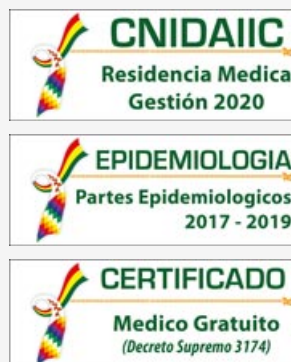 CNIDAIIC
Residencia Medica
Gestión 2020
EPIDEMIOLOGIA
Partes Epidemiologicos
2017 - 2019
CERTIFICADO
Medico Gratuito
(Decreto Supremo 3174)